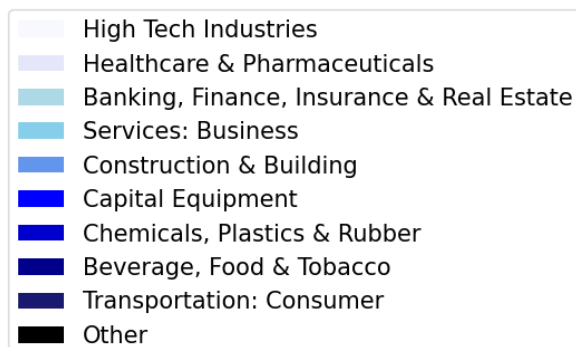 High Tech Industries
Healthcare & Pharmaceuticals
Banking, Finance, Insurance & Real Estate
Services: Business
Construction & Building
Capital Equipment
Chemicals, Plastics & Rubber
Beverage, Food & Tobacco
Transportation: Consumer
Other